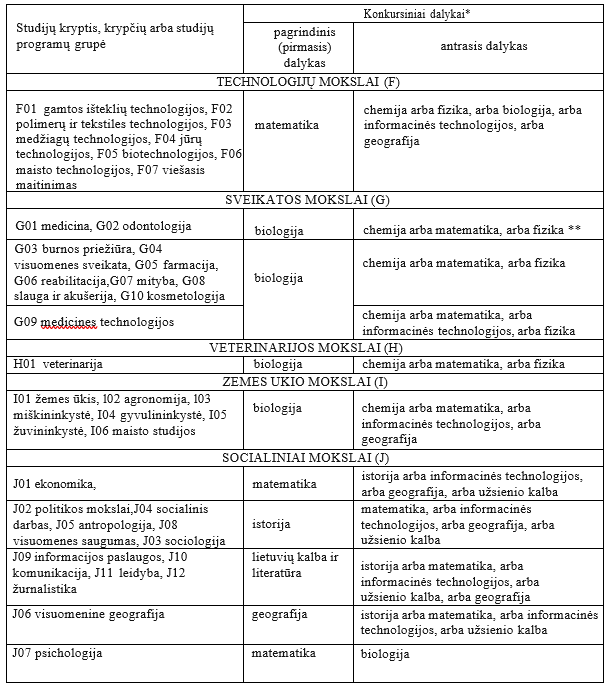 Studijų kryptis, krypčių arba studijų
programų grupė
Konkursiniai dalykai*
pagrindinis
(pirmasis)
dalykas
antrasis dalykas
TECHNOLOGIJŲ MOKSLAI (F)
F01 gamtos išteklių technologijos, F02
polimerų ir tekstiles technologijos, F03
medžiagų technologijos, F04 jūrų
technologijos, F05 biotechnologijos, F06
maisto technologijos, F07 viešasis
maitinimas
matematika
chemija arba fizika, arba biologija, arba
informacinės technologijos, arba
geografija
SVEIKATOS MOKSLAI (G)
G01 medicina, G02 odontologija
biologija
chemija arba matematika, arba fizika **
G03 burnos priežiūra, G04
visuomenes sveikata, G05 farmacija,
G06 reabilitacija,G07 mityba, G08
slauga ir akušerija, G10 kosmetologija
biologija
chemija arba matematika, arba fizika
G09 medicines technologijos
chemija arba matematika, arba
informacinės technologijos, arba fizika
VETERINARIJOS MOKSLAI (H)
H01 veterinarija
biologija
chemija arba matematika, arba fizika
ZEMES UKIO MOKSLAI (I)
I01 žemes ūkis, l02 agronomija, l03
miškininkystė, I04 gyvulininkystė, I05
žuvininkystė, I06 maisto studijos
biologija
chemija arba matematika, arba
informacinės technologijos, arba
geografija
SOCIALINIAI MOKSLAI (J)
J01 ekonomika,
matematika
istorija arba informacinės technologijos,
arba geografija, arba užsienio kalba
J02 politikos mokslai,J04 socialinis
darbas, J05 antropologija, J08
visuomenes saugumas, J03 sociologija
istorija
matematika, arba informacinės
technologijos, arba geografija, arba
užsienio kalba
J09 informacijos paslaugos, J10
komunikacija, J11 leidyba, J12
žurnalistika
lietuvių kalba ir
literatūra
istorija arba matematika, arba
informacinės technologijos, arba
užsienio kalba, arba geografija
J06 visuomenine geografija
geografija
istorija arba matematika, arba informacinės
technologijos, arba užsienio kalba
J07 psichologija
matematika
biologija